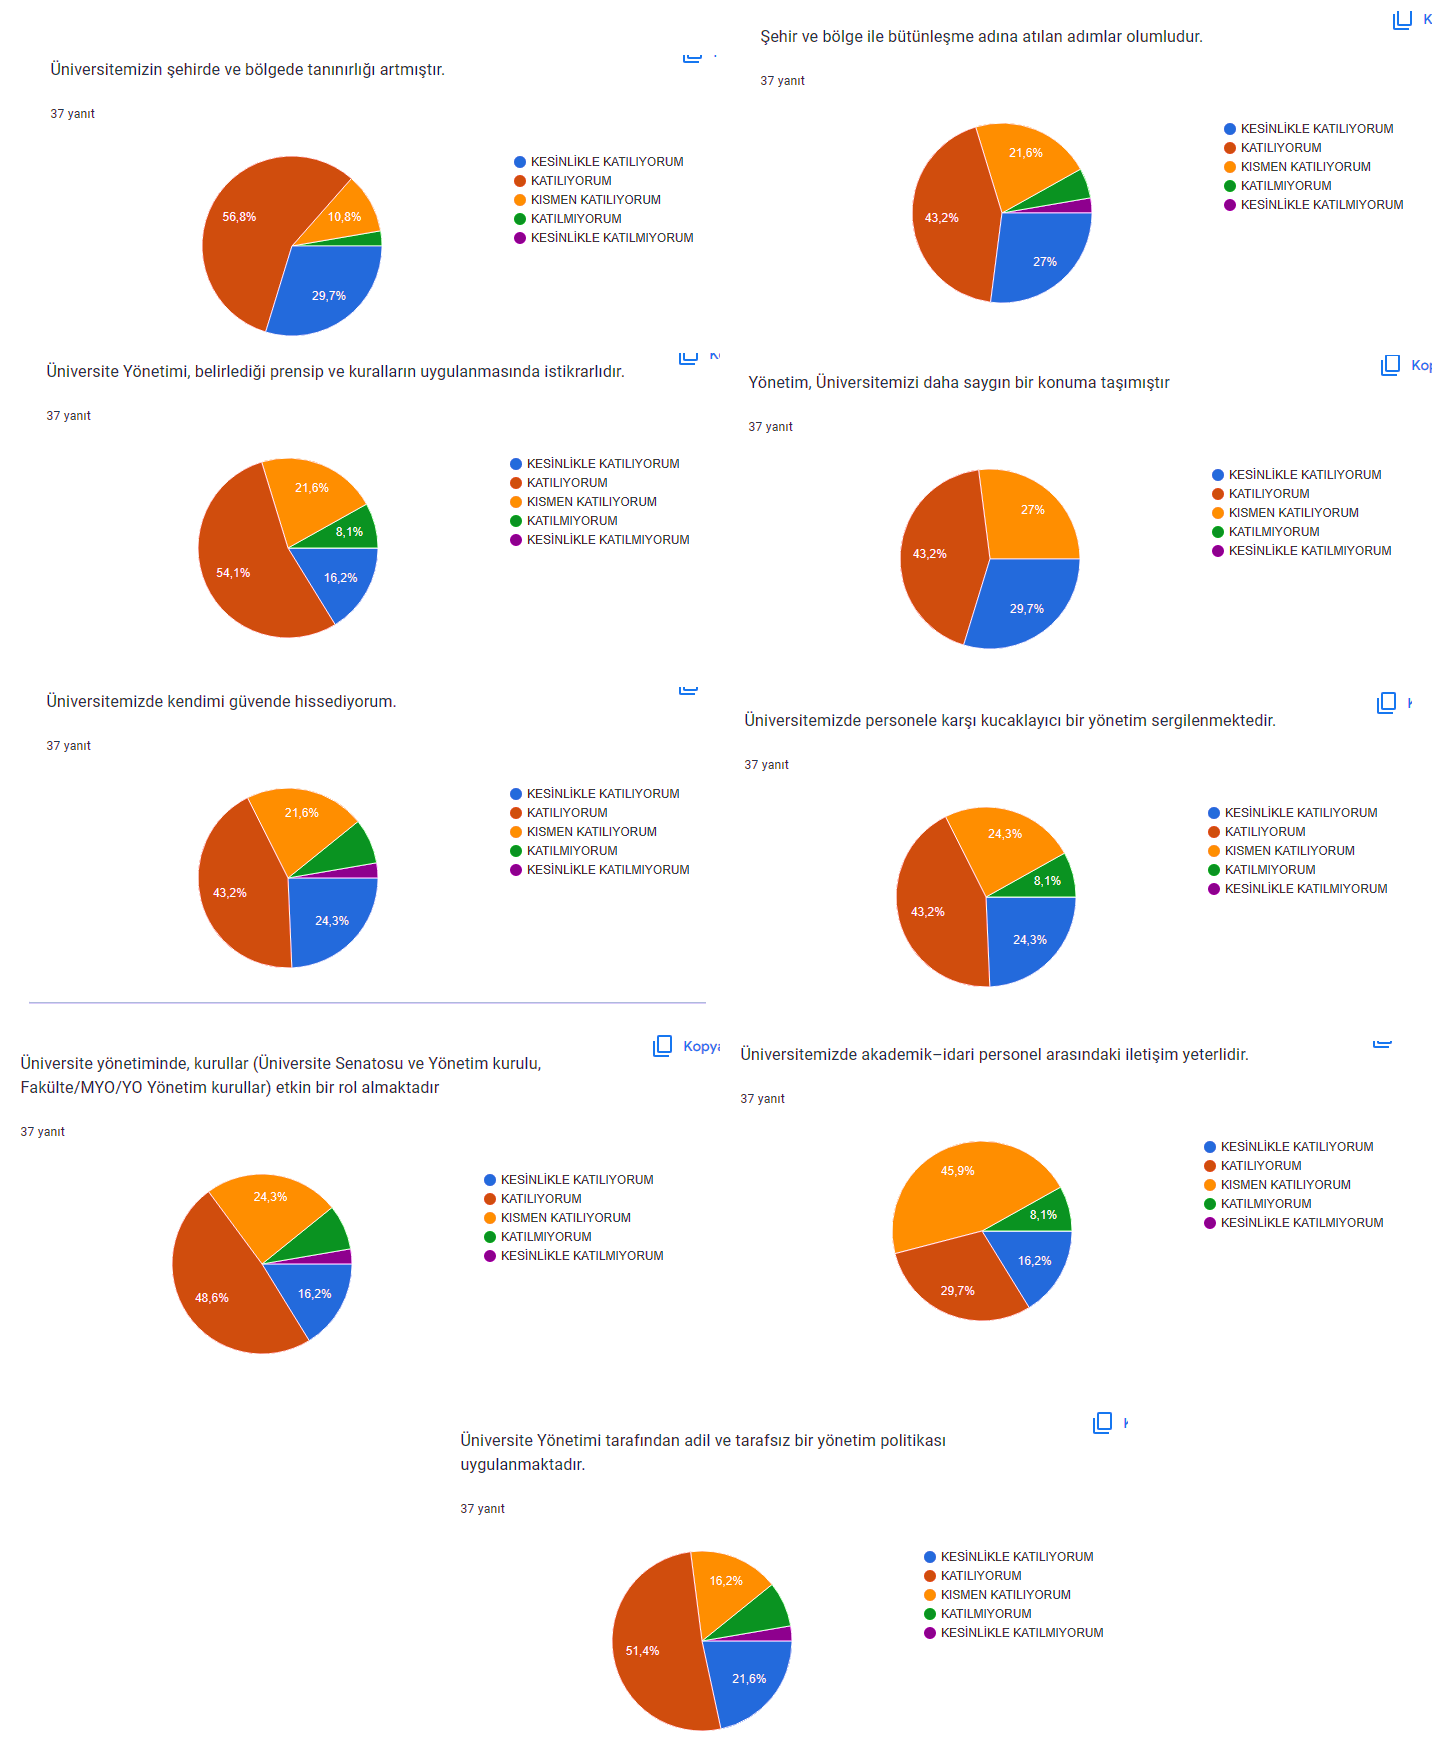 Üniversitemizin şehirde ve bölgede tanınırlığı artmıştır.
37 yanıt
56,8%
10,8%
29,7%
KESİNLİKLE KATILIYORUM
KATILIYORUM
KISMEN KATILIYORUM
KATILMIYORUM
KESİNLİKLE KATILMIYORUM
K
Şehir ve bölge ile bütünleşme adına atılan adımlar olumludur.
37 yanıt
21,6%
43,2%
27%
KESİNLİKLE KATILIYORUM
KATILIYORUM
KISMEN KATILIYORUM
KATILMIYORUM
KESİNLİKLE KATILMIYORUM
Üniversite Yönetimi, belirlediği prensip ve kuralların uygulanmasında istikrarlıdır.
37 yanıt
21,6%
8,1%
54,1%
16,2%
KESİNLİKLE KATILIYORUM
KATILIYORUM
KISMEN KATILIYORUM
KATILMIYORUM
KESİNLİKLE KATILMIYORUM
Kop
Yönetim, Üniversitemizi daha saygın bir konuma taşımıştır
37 yanıt
27%
43,2%
29,7%
KESİNLİKLE KATILIYORUM
KATILIYORUM
KISMEN KATILIYORUM
KATILMIYORUM
KESİNLİKLE KATILMIYORUM
Üniversitemizde kendimi güvende hissediyorum.
37 yanıt
21,6%
43,2%
24,3%
KESİNLİKLE KATILIYORUM
KATILIYORUM
KISMEN KATILIYORUM
KATILMIYORUM
KESİNLİKLE KATILMIYORUM
Üniversitemizde personele karşı kucaklayıcı bir yönetim sergilenmektedir.
37 yanıt
24,3%
8,1%
43,2%
24,3%
KESİNLİKLE KATILIYORUM
KATILIYORUM
KISMEN KATILIYORUM
KATILMIYORUM
KESİNLİKLE KATILMIYORUM
Kopya
Üniversite yönetiminde, kurullar (Üniversite Senatosu ve Yönetim kurulu,
Fakülte/MYO/YO Yönetim kurullar) etkin bir rol almaktadır
37 yanıt
24,3%
48,6%
16,2%
KESİNLİKLE KATILIYORUM
KATILIYORUM
KISMEN KATILIYORUM
KATILMIYORUM
KESİNLİKLE KATILMIYORUM
Üniversitemizde akademik–idari personel arasındaki iletişim yeterlidir.
37 yanıt
45,9%
8,1%
16,2%
29,7%
KESİNLİKLE KATILIYORUM
KATILIYORUM
KISMEN KATILIYORUM
KATILMIYORUM
KESİNLİKLE KATILMIYORUM
Üniversite Yönetimi tarafından adil ve tarafsız bir yönetim politikası
uygulanmaktadır.
37 yanıt
16,2%
51,4%
21,6%
KESİNLİKLE KATILIYORUM
KATILIYORUM
KISMEN KATILIYORUM
KATILMIYORUM
KESİNLİKLE KATILMIYORUM